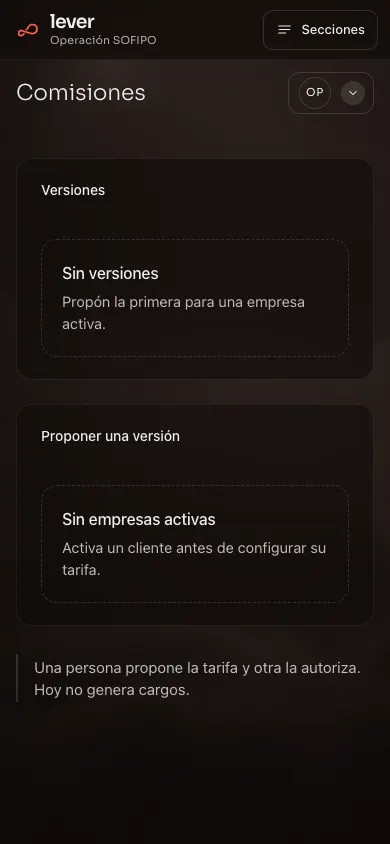 lever
Operación SOFIPO
Secciones
Comisiones
OP
Versiones
Sin versiones
Propón la primera para una empresa
activa.
Proponer una versión
Sin empresas activas
Activa un cliente antes de configurar su
tarifa.
Una persona propone la tarifa y otra la autoriza.
Hoy no genera cargos.